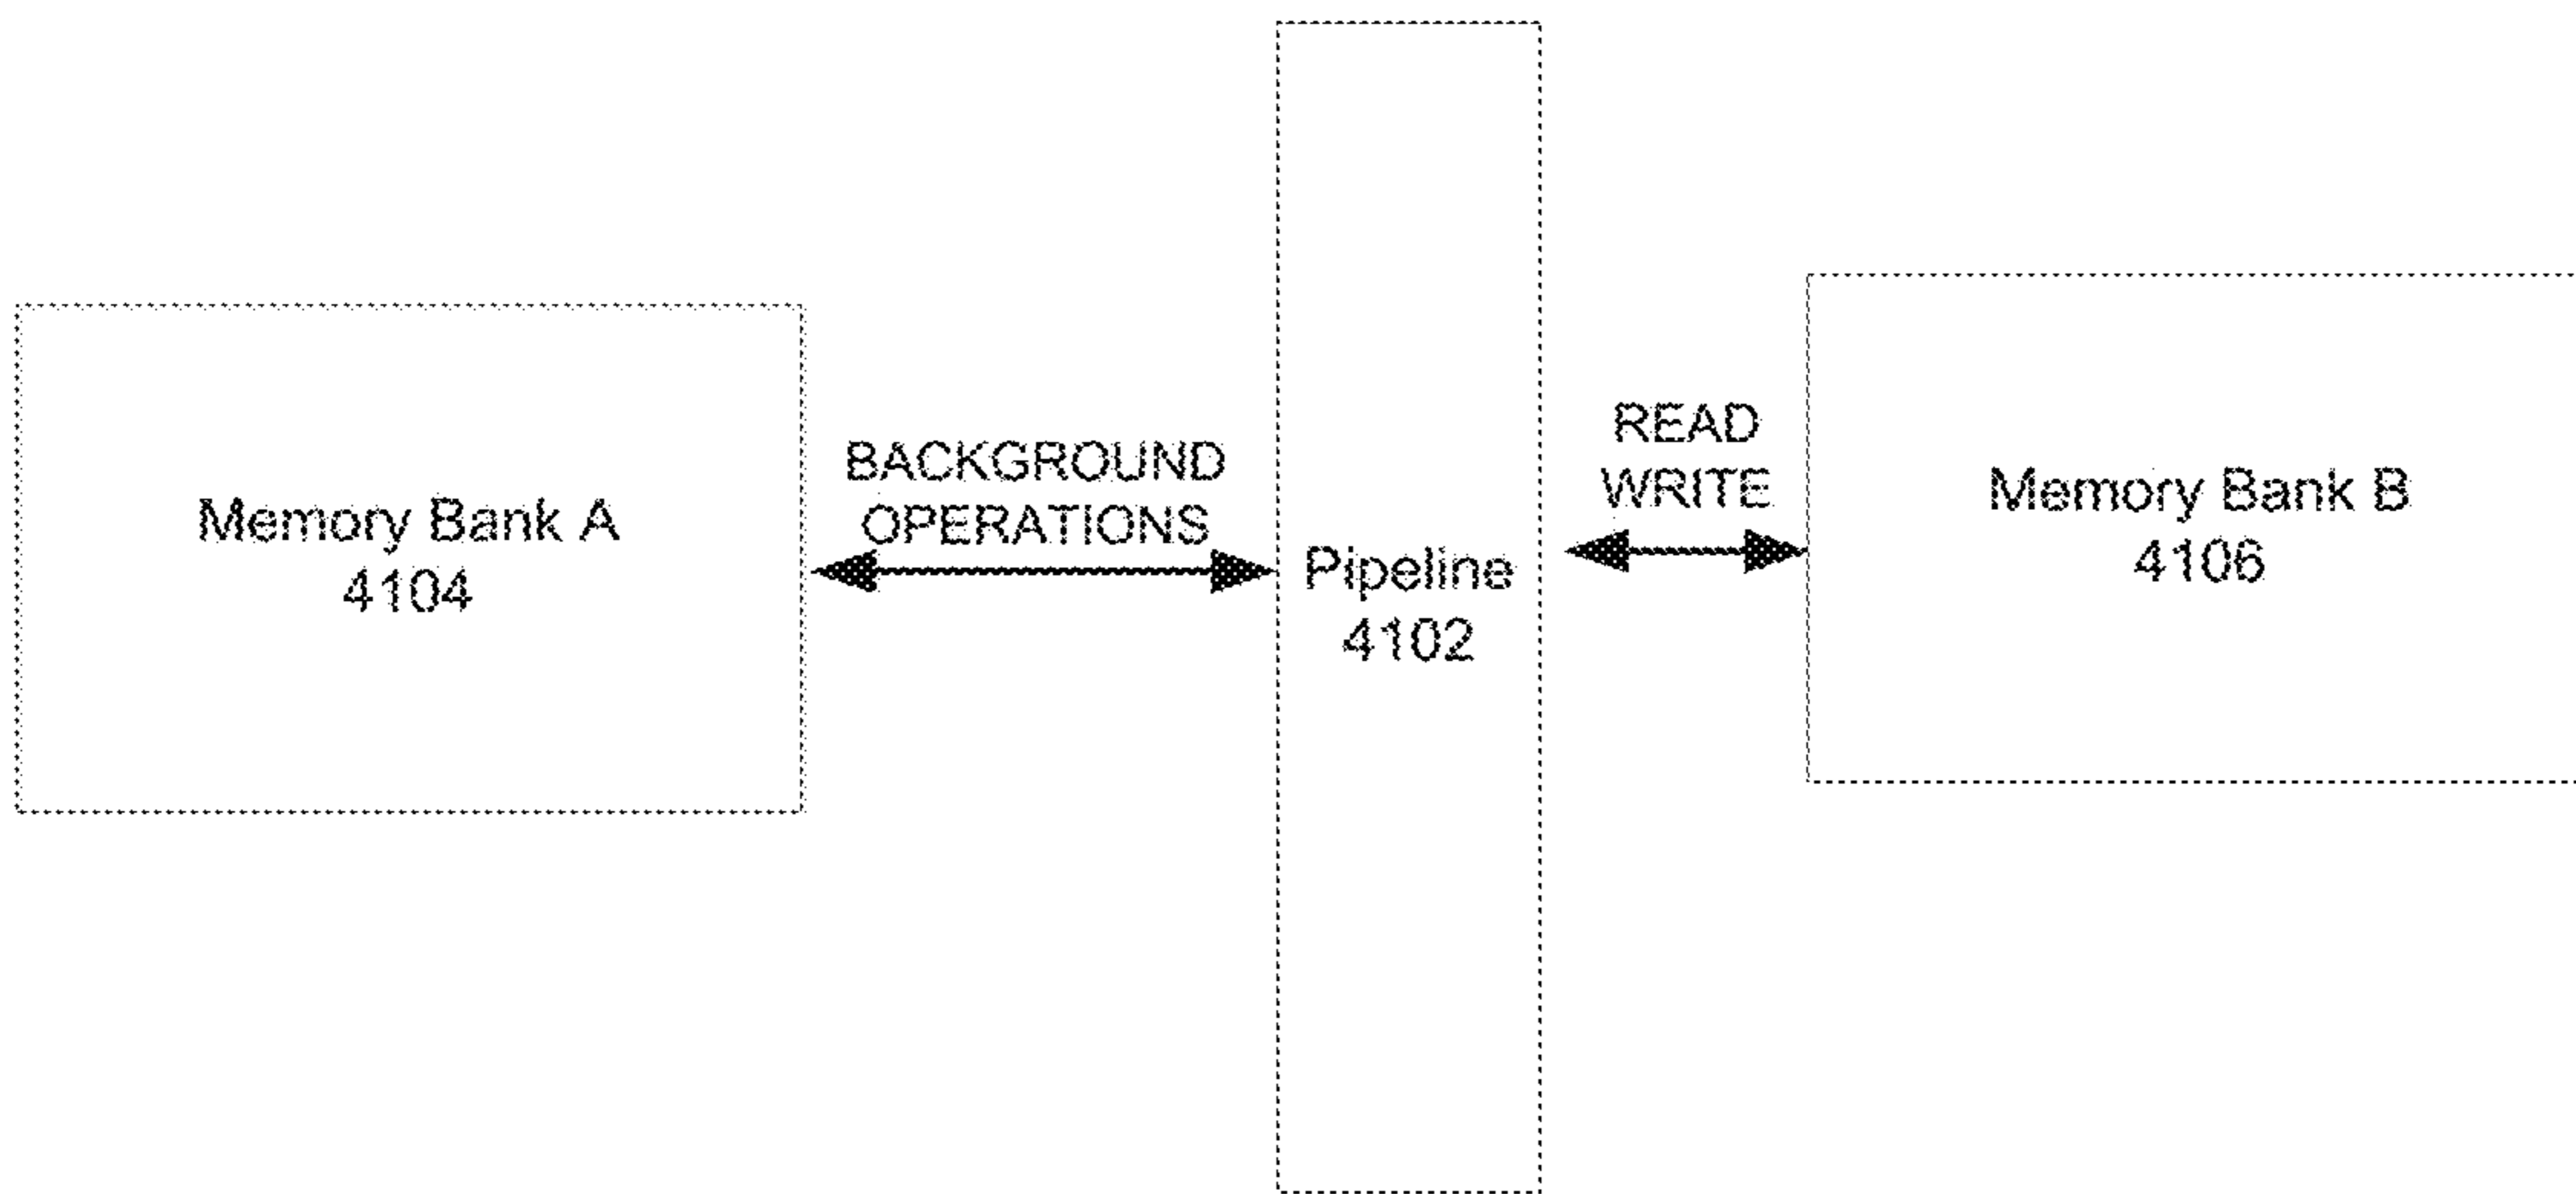 Memory Bank A
4104
BACKGROUND
OPERATIONS
Pipeline
4102
READ
WRITE
Memory Bank B
4106